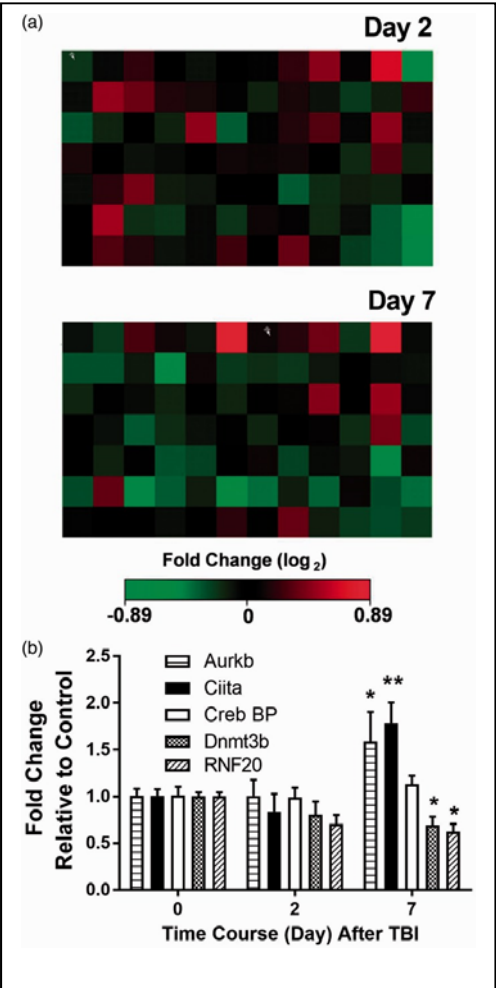 (a)
Day 2
Day 7
Fold Change (log 2)
-0.89 0 0.89
(b)
2.5
2.0
1.5
1.0
0.5
0.0
Fold Change
Relative to Control
Aurkb
Ciita
Creb BP
Dnmt3b
RNF20
* ** * *
0 2 7
Time Course (Day) After TBI